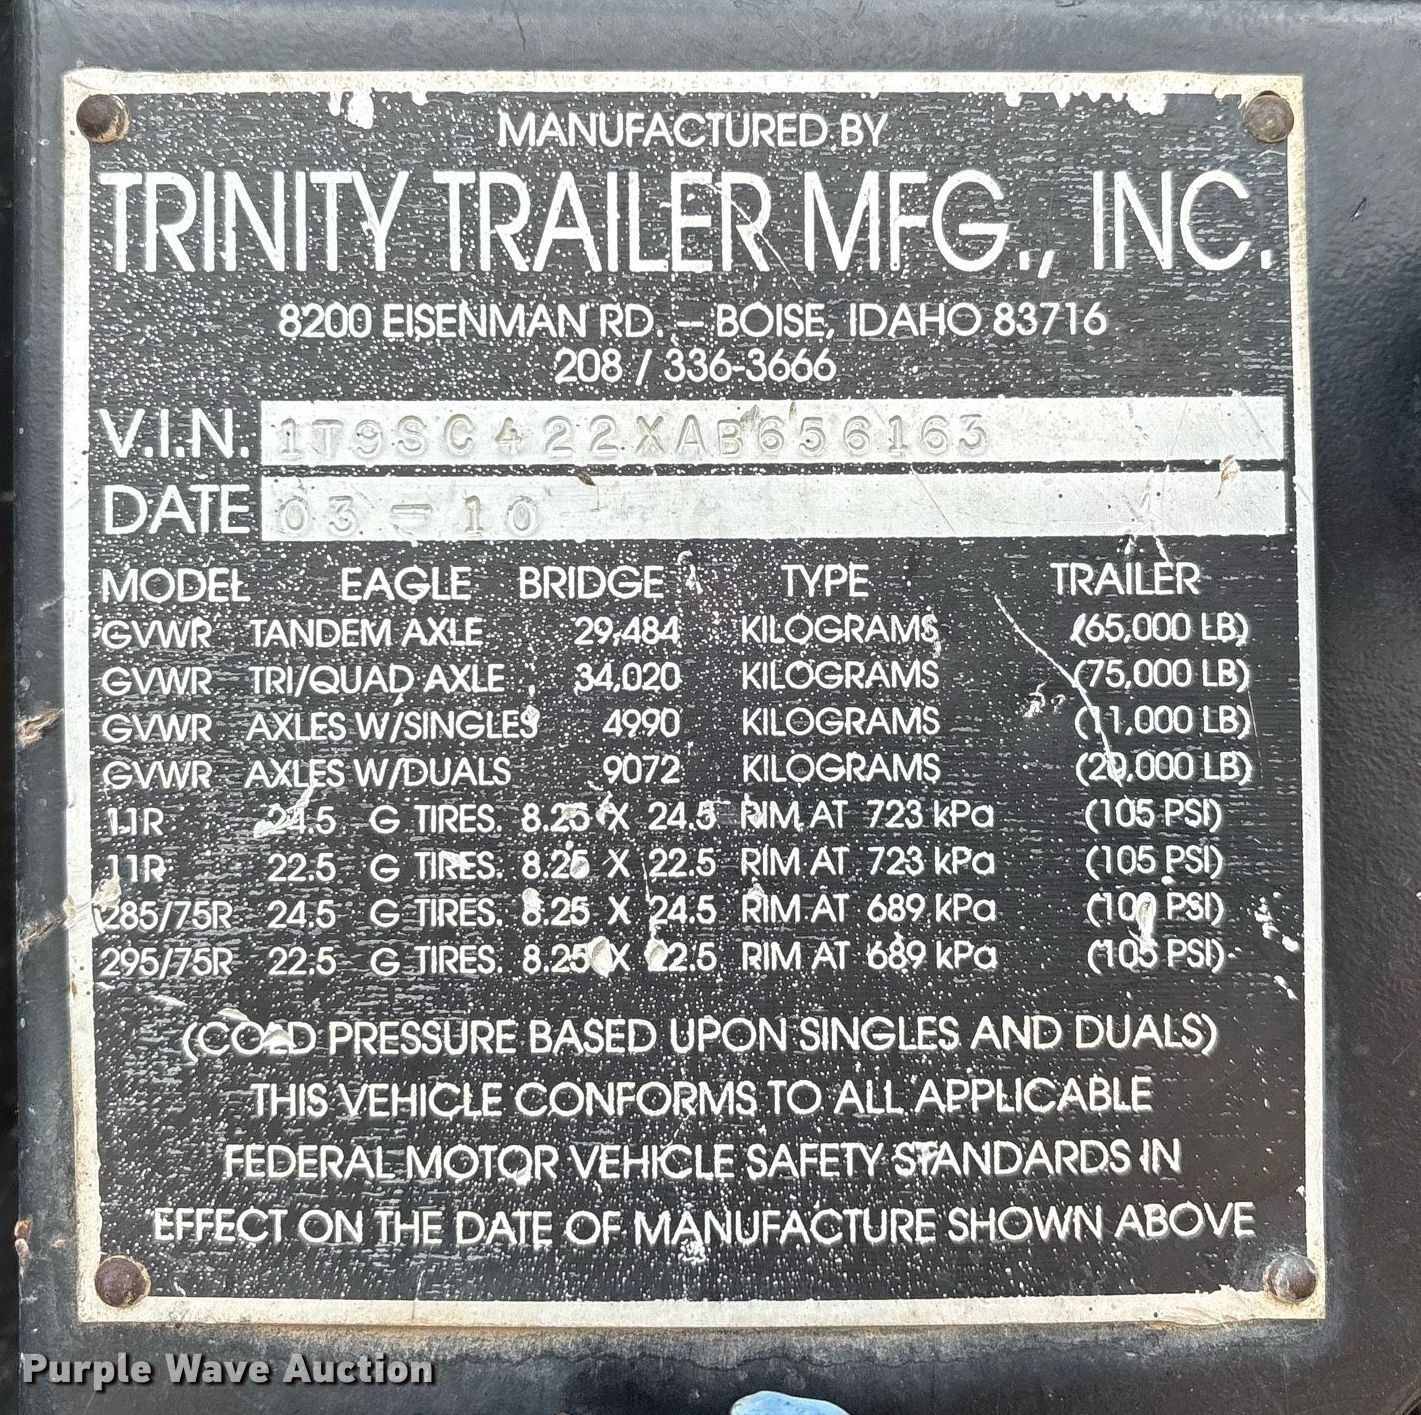 MANUFACTURED BY
TRINITY TRAILER MFG., INC.
8200 EISENMAN RD. – BOISE, IDAHO 83716
208 / 336-3666
V.I.N. 1T9SC422XAB656163
DATE 03-10
MODEL EAGLE BRIDGE TYPE TRAILER
GVWR TANDEM AXLE 29,484 KILOGRAMS (65,000 LB)
GVWR TRI/QUAD AXLE 34,020 KILOGRAMS (75,000 LB)
GVWR AXLES W/SINGLES 4990 KILOGRAMS (11,000 LB)
GVWR AXLES W/DUALS 9072 KILOGRAMS (20,000 LB)
11R 24.5 G TIRES. 8.25 X 24.5 RIM AT 723 kPa (105 PSI)
11R 22.5 G TIRES. 8.25 X 22.5 RIM AT 723 kPa (105 PSI)
285/75R 24.5 G TIRES. 8.25 X 24.5 RIM AT 689 kPa (100 PSI)
295/75R 22.5 G TIRES. 8.25 X 22.5 RIM AT 689 kPa (105 PSI)
(COLD PRESSURE BASED UPON SINGLES AND DUALS)
THIS VEHICLE CONFORMS TO ALL APPLICABLE
FEDERAL MOTOR VEHICLE SAFETY STANDARDS IN
EFFECT ON THE DATE OF MANUFACTURE SHOWN ABOVE
Purple Wave Auction